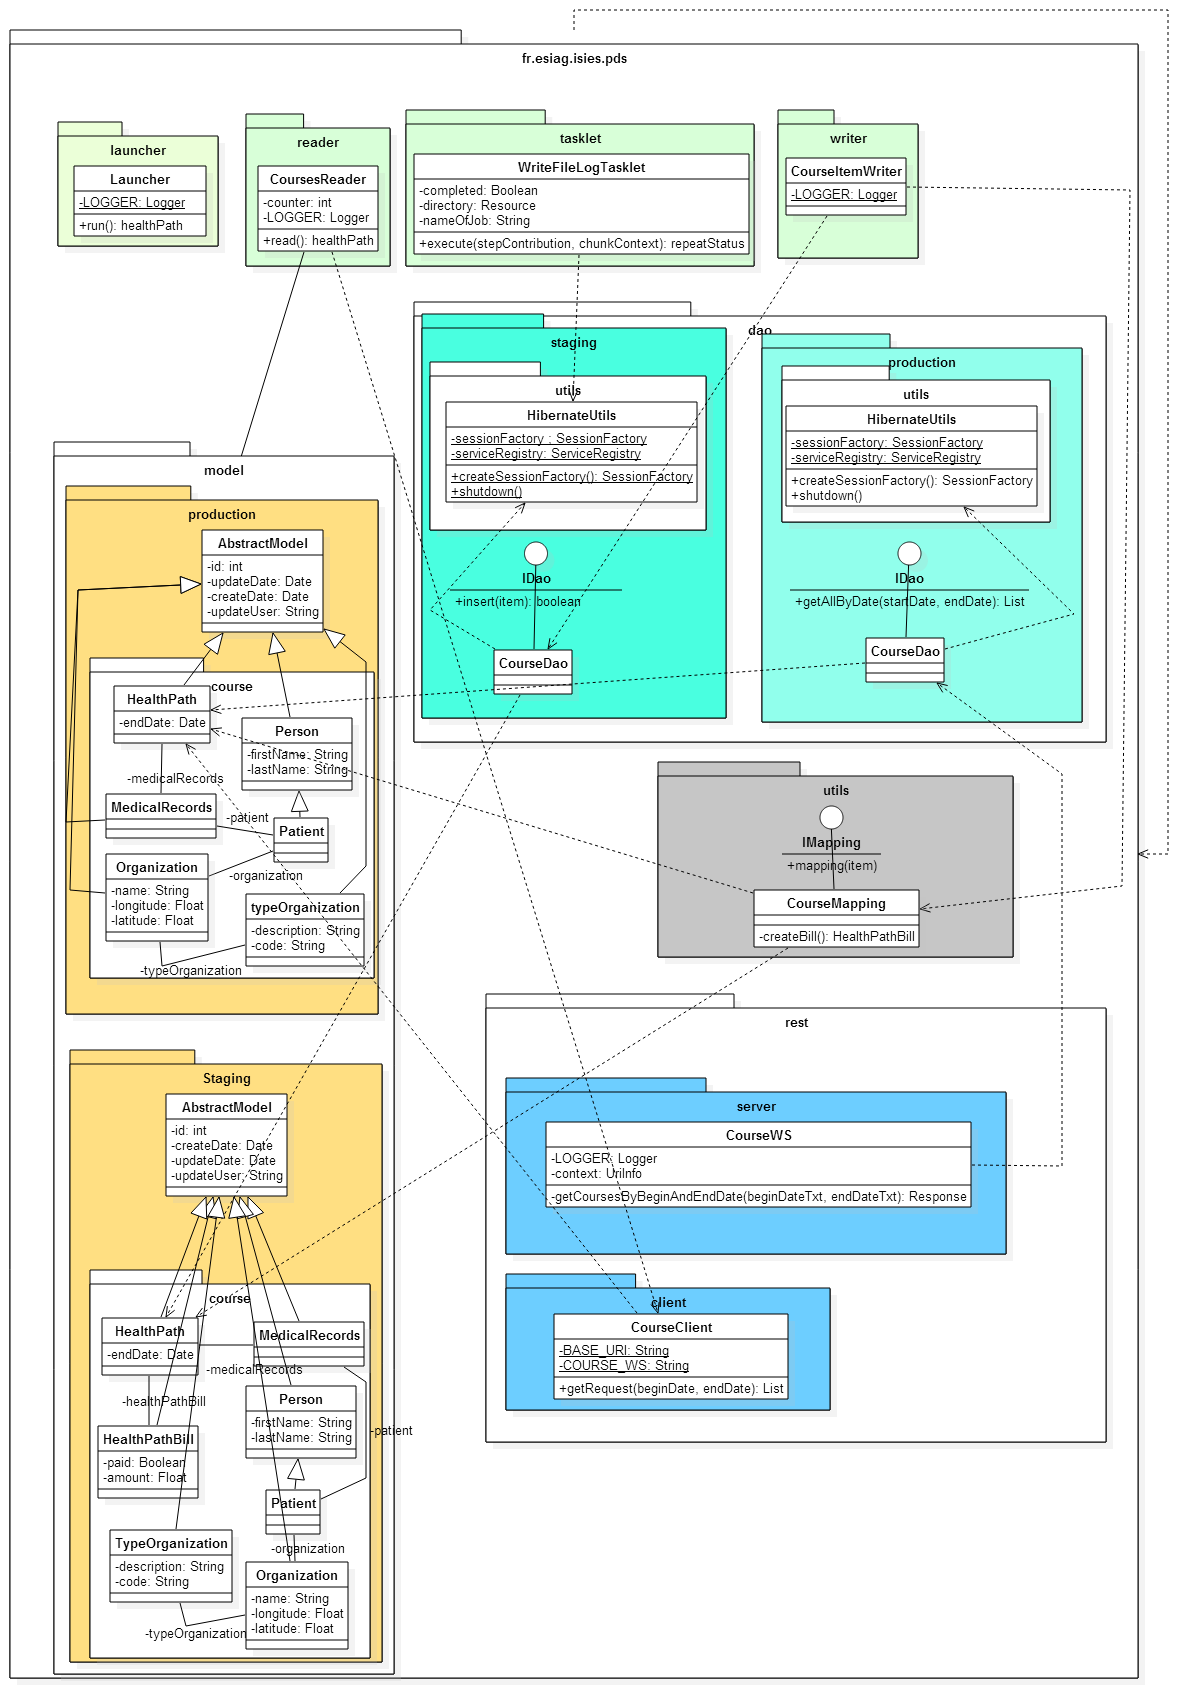 fr.esiag.isies.pds
launcher
Launcher
-LOGGER: Logger
+run(): healthPath
reader
CoursesReader
-counter: int
-LOGGER: Logger
+read(): healthPath
tasklet
WriteFileLogTasklet
-completed: Boolean
-directory: Resource
-nameOfJob: String
+execute(stepContribution, chunkContext): repeatStatus
writer
CourseItemWriter
-LOGGER: Logger
dao
staging
utils
HibernateUtils
-sessionFactory : SessionFactory
-serviceRegistry: ServiceRegistry
+createSessionFactory(): SessionFactory
+shutdown()
IDao
+insert(item): boolean
CourseDao
production
utils
HibernateUtils
-sessionFactory: SessionFactory
-serviceRegistry: ServiceRegistry
+createSessionFactory(): SessionFactory
+shutdown()
IDao
+getAllByDate(startDate, endDate): List
CourseDao
model
production
AbstractModel
-id: int
-updateDate: Date
-createDate: Date
-updateUser: String
course
HealthPath
-endDate: Date
Person
-firstName: String
-lastName: String
-medicalRecords
MedicalRecords
-patient
Patient
Organization
-name: String
-longitude: Float
-latitude: Float
-organization
typeOrganization
-description: String
-code: String
-typeOrganization
utils
IMapping
+mapping(item)
CourseMapping
-createBill(): HealthPathBill
rest
server
CourseWS
-LOGGER: Logger
-context: UriInfo
-getCoursesByBeginAndEndDate(beginDateTxt, endDateTxt): Response
client
CourseClient
-BASE_URI: String
-COURSE_WS: String
+getRequest(beginDate, endDate): List
Staging
AbstractModel
-id: int
-createDate: Date
-updateDate: Date
-updateUser: String
course
HealthPath
-endDate: Date
MedicalRecords
-medicalRecords
-healthPathBill
Person
-firstName: String
-lastName: String
-patient
HealthPathBill
-paid: Boolean
-amount: Float
Patient
-organization
TypeOrganization
-description: String
-code: String
Organization
-name: String
-longitude: Float
-latitude: Float
-typeOrganization